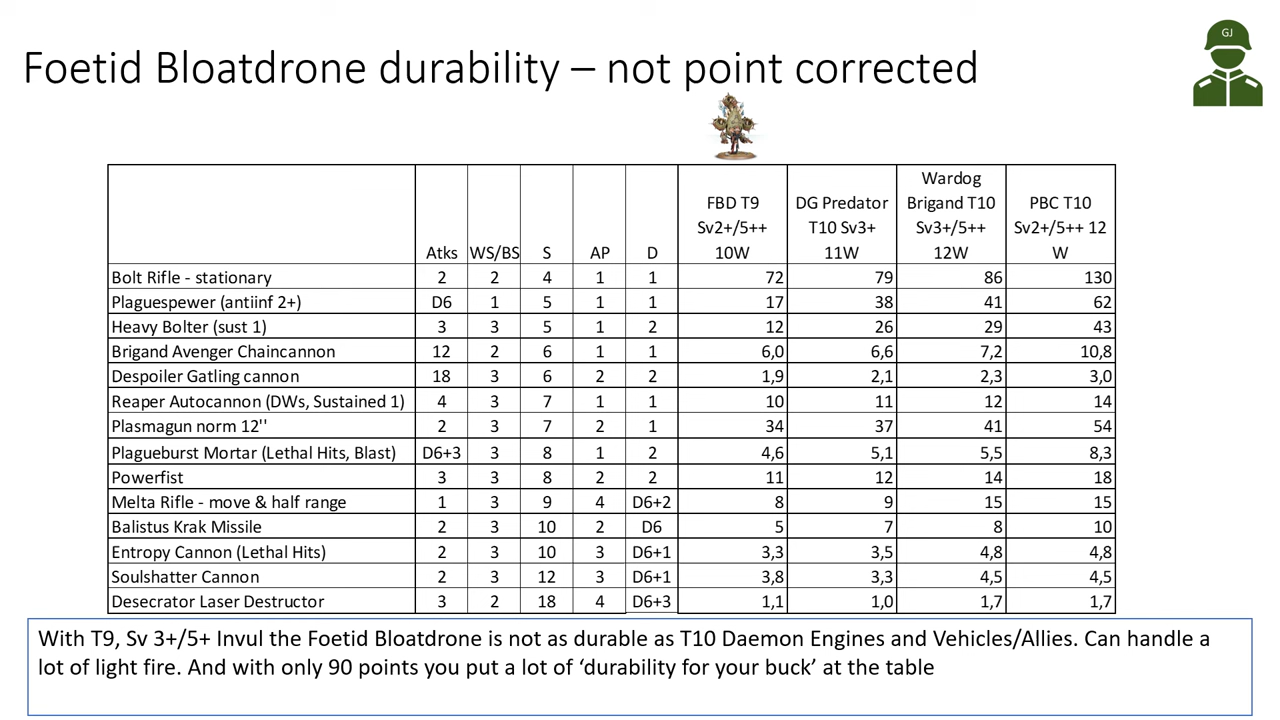 GJ
Foetid Bloatdrone durability – not point corrected
Atks WS/BS S AP D FBD T9 Sv2+/5++ 10W DG Predator T10 Sv3+ 11W Wardog Brigand T10 Sv3+/5++ 12W PBC T10 Sv2+/5++ 12 W
Bolt Rifle - stationary 2 2 4 1 1 72 79 86 130
Plaguespewer (antiinf 2+) D6 1 5 1 1 17 38 41 62
Heavy Bolter (sust 1) 3 3 5 1 2 12 26 29 43
Brigand Avenger Chaincannon 12 2 6 1 1 6,0 6,6 7,2 10,8
Despoiler Gatling cannon 18 3 6 2 2 1,9 2,1 2,3 3,0
Reaper Autocannon (DWs, Sustained 1) 4 3 7 1 1 10 11 12 14
Plasmagun norm 12'' 2 3 7 2 1 34 37 41 54
Plagueburst Mortar (Lethal Hits, Blast) D6+3 3 8 1 2 4,6 5,1 5,5 8,3
Powerfist 3 3 8 2 2 11 12 14 18
Melta Rifle - move & half range 1 3 9 4 D6+2 8 9 15 15
Balistus Krak Missile 2 3 10 2 D6 5 7 8 10
Entropy Cannon (Lethal Hits) 2 3 10 3 D6+1 3,3 3,5 4,8 4,8
Soulshatter Cannon 2 3 12 3 D6+1 3,8 3,3 4,5 4,5
Desecrator Laser Destructor 3 2 18 4 D6+3 1,1 1,0 1,7 1,7
With T9, Sv 3+/5+ Invul the Foetid Bloatdrone is not as durable as T10 Daemon Engines and Vehicles/Allies. Can handle a
lot of light fire. And with only 90 points you put a lot of ‘durability for your buck’ at the table